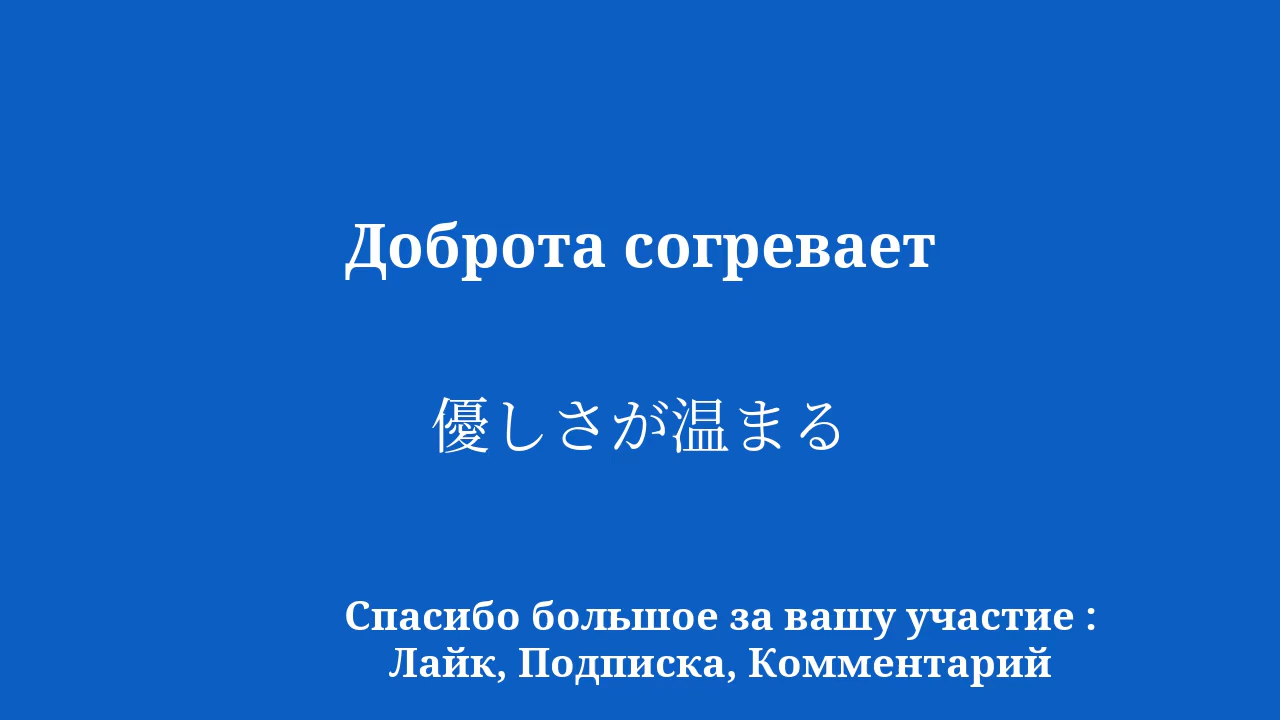 Доброта согревает
優しさが温まる
Спасибо большое за вашу участие :
Лайк, Подписка, Комментарий